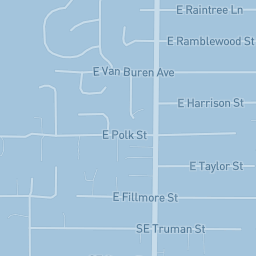 E Raintree Ln
E Ramblewood St
E Van Buren Ave
E Harrison St
E Polk St
E Taylor St
E Fillmore St
SE Truman St